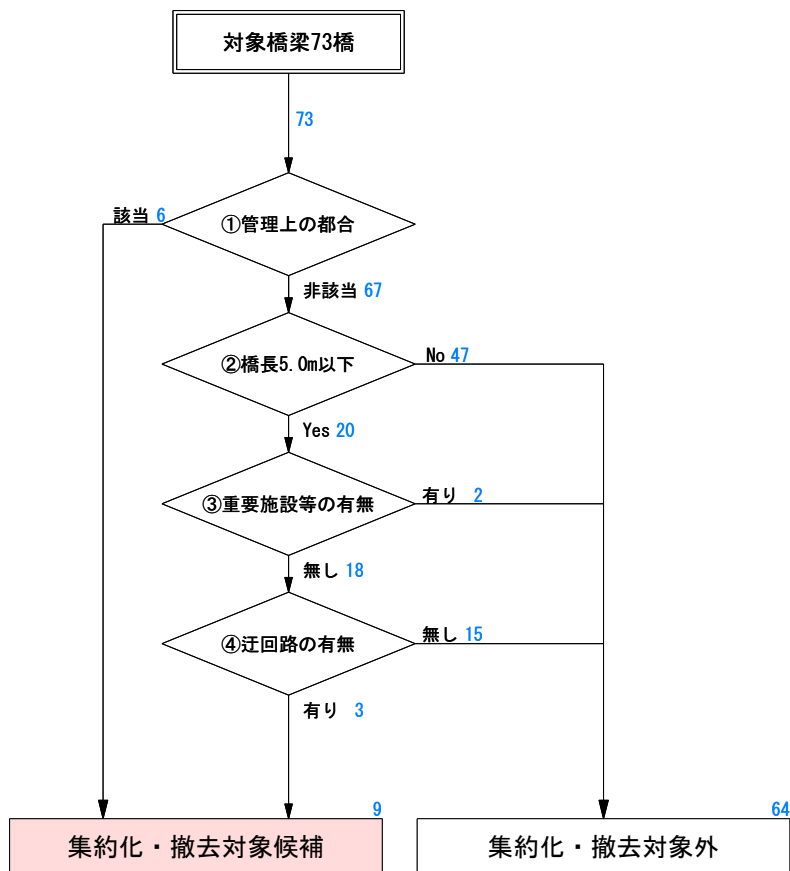 対象橋梁73橋
73
①管理上の都合
該当 6
非該当 67
②橋長5.0m以下
No 47
Yes 20
③重要施設等の有無
有り 2
無し 18
④迂回路の有無
無し 15
有り 3
9
集約化・撤去対象候補
64
集約化・撤去対象外